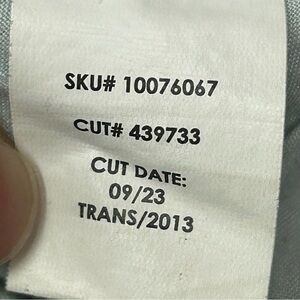 SKU# 10076067
CUT# 439733
CUT DATE:
09/23
TRANS/2013